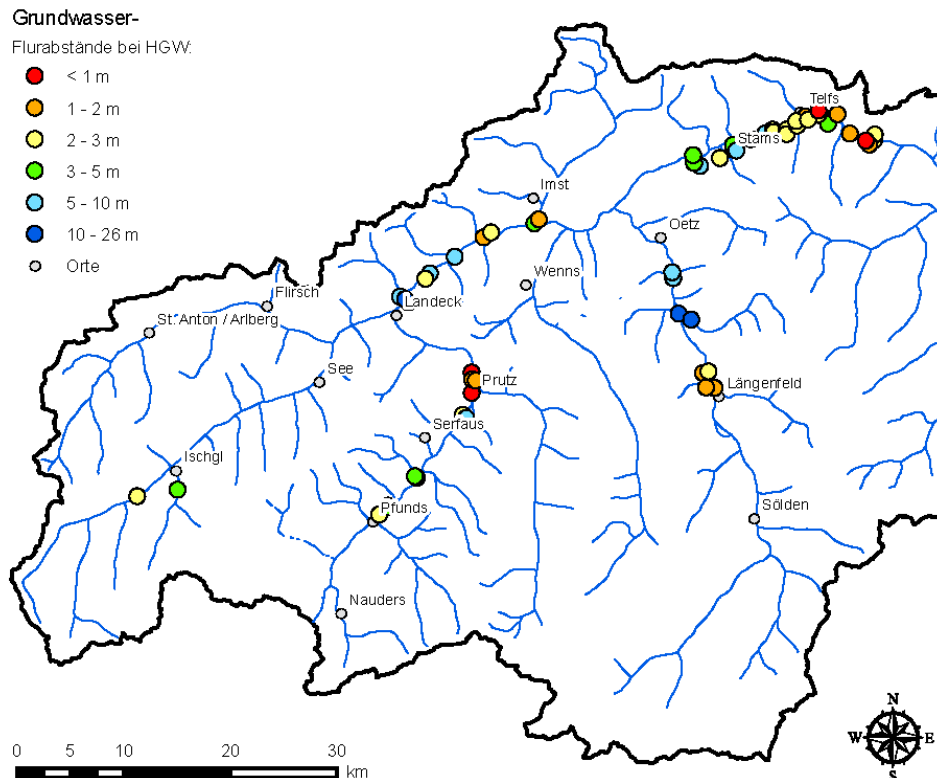 Grundwasser-
Flurabstände bei HGW:
< 1 m
1 - 2 m
2 - 3 m
3 - 5 m
5 - 10 m
10 - 26 m
Orte
Telfs
Stams
Imst
Oetz
Wenns
Flirsch
Landeck
St. Anton / Arlberg
See
Prutz
Längenfeld
Serfaus
Ischgl
Pfunds
Sölden
Nauders
N
W E
S
0 5 10 20 30
km